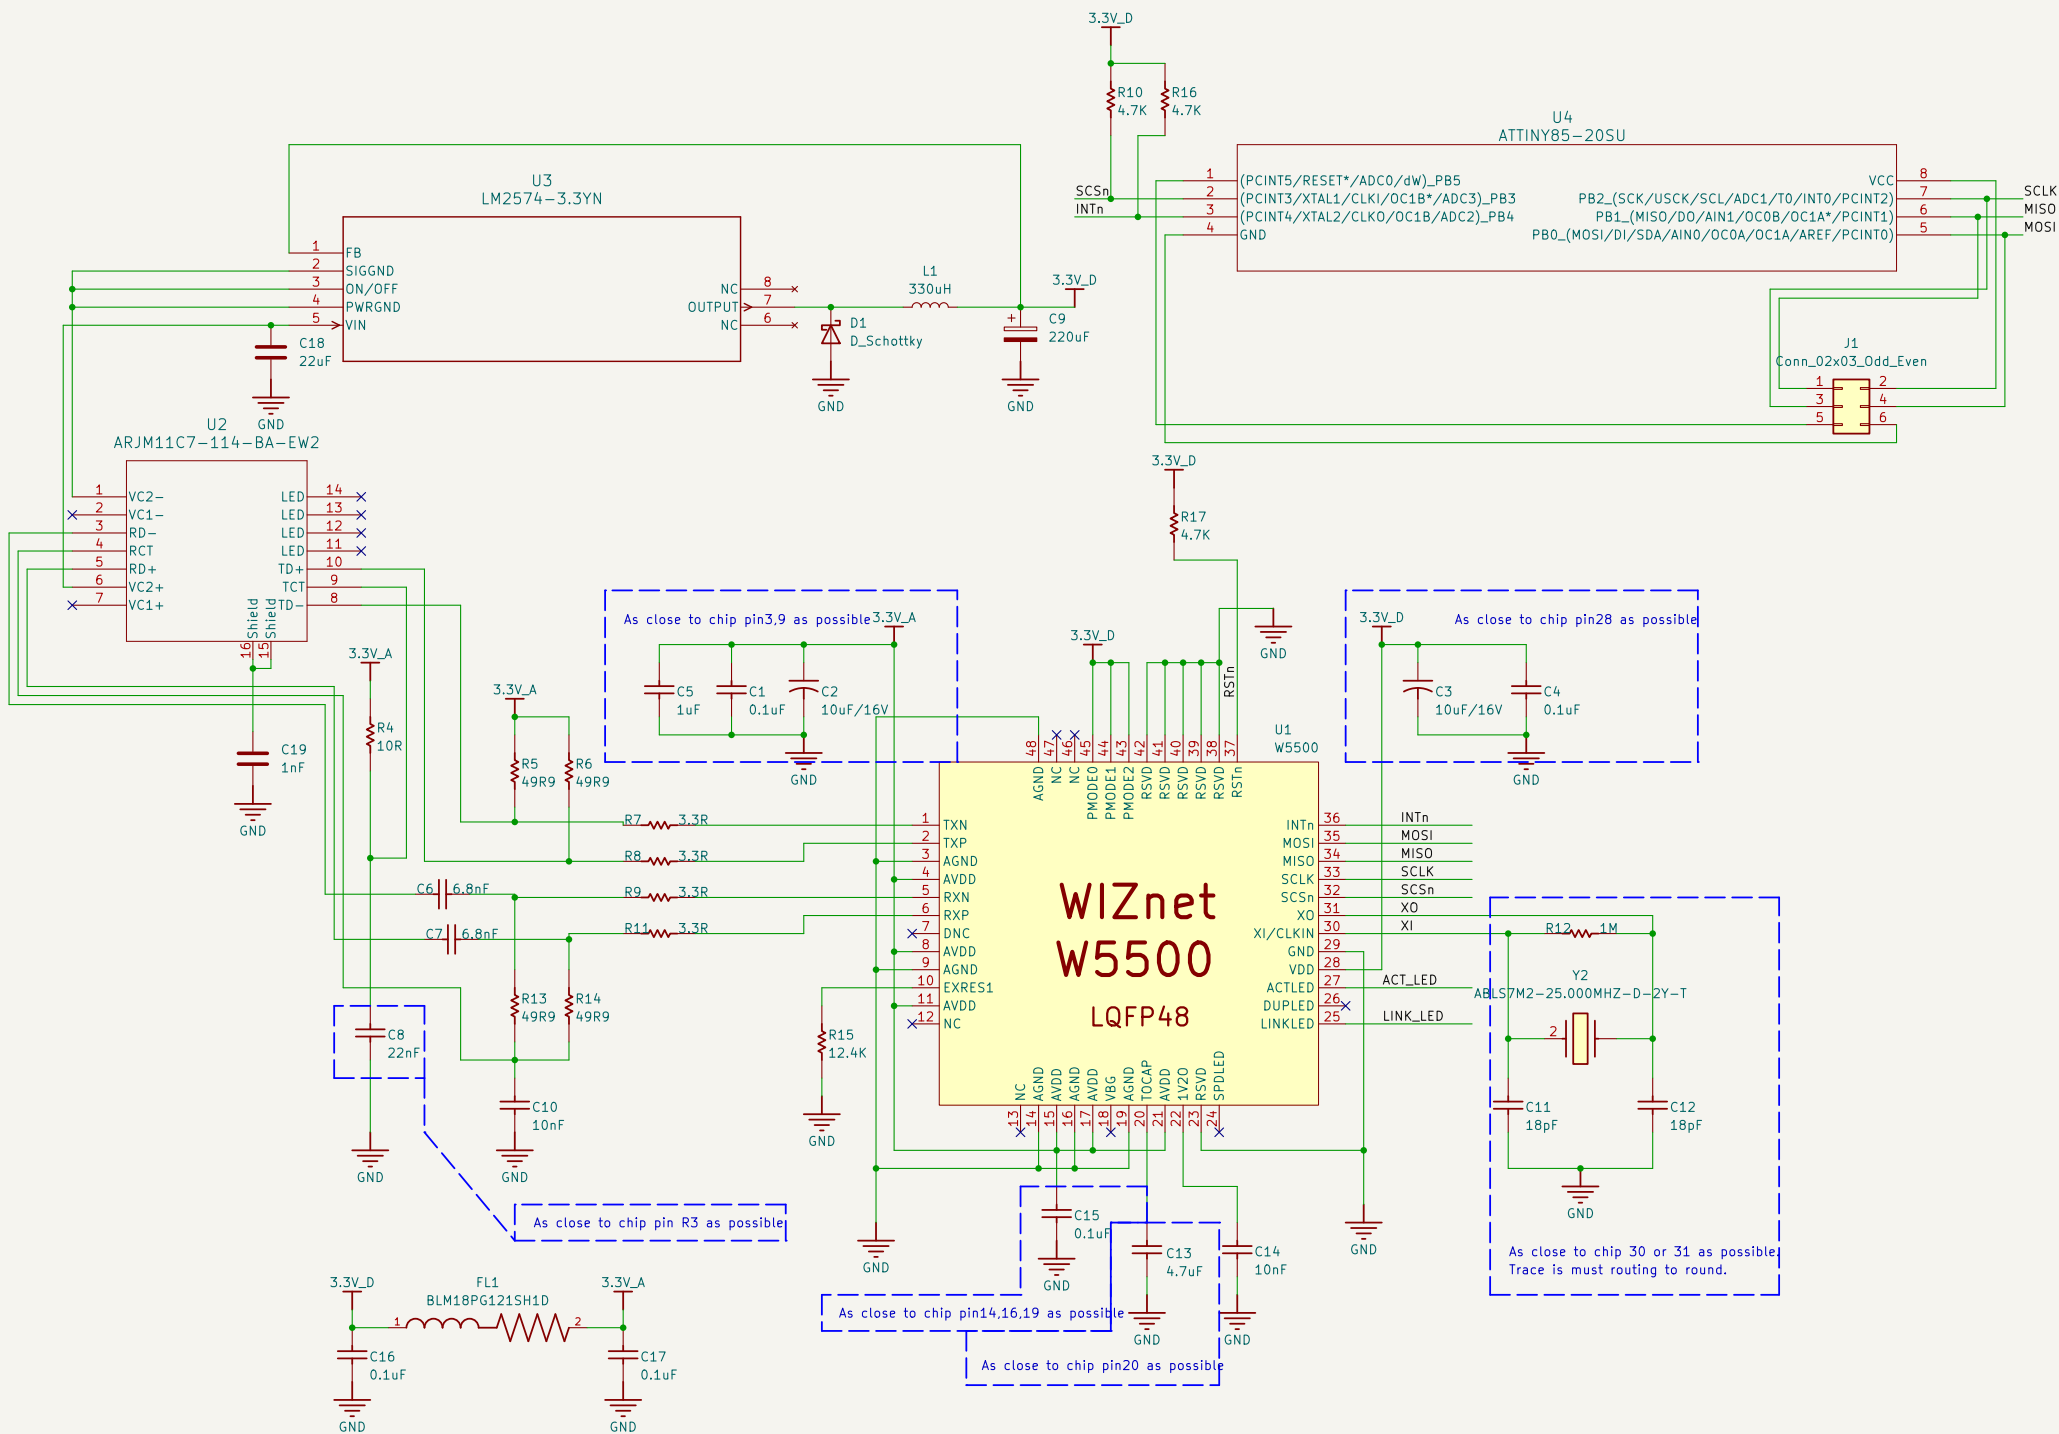 3.3V_D
R10
4.7K
R16
4.7K
U4
ATTINY85-20SU
1
2
3
4
(PCINT5/RESET*/ADC0/dW)_PB5
(PCINT3/XTAL1/CLKI/OC1B*/ADC3)_PB3
(PCINT4/XTAL2/CLKO/OC1B/ADC2)_PB4
GND
VCC
PB2_(SCK/USCK/SCL/ADC1/T0/INT0/PCINT2)
PB1_(MISO/DO/AIN1/OC0B/OC1A*/PCINT1)
PB0_(MOSI/DI/SDA/AIN0/OC0A/OC1A/AREF/PCINT0)
8
7
6
5
SCSn
INTn
SCLK
MISO
MOSI
U3
LM2574-3.3YN
1
2
3
4
5
FB
SIGGND
ON/OFF
PWRGND
VIN
NC
OUTPUT
NC
8
7
6
L1
330uH
3.3V_D
D1
D_Schottky
C9
220uF
+
GND
GND
C18
22uF
GND
J1
Conn_02x03_Odd_Even
1
3
5
2
4
6
U2
ARJM11C7-114-BA-EW2
1
2
3
4
5
6
7
VC2-
VC1-
RD-
RCT
RD+
VC2+
VC1+
LED
LED
LED
LED
TD+
TCT
TD-
14
13
12
11
10
9
8
Shield
Shield
16
15
3.3V_D
R17
4.7K
3.3V_A
R4
10R
C19
1nF
GND
3.3V_A
R5
49R9
R6
49R9
As close to chip pin3,9 as possible
3.3V_A
C5
1uF
C1
0.1uF
C2
10uF/16V
GND
3.3V_D
GND
RSTn
3.3V_D
As close to chip pin28 as possible
C3
10uF/16V
C4
0.1uF
GND
U1
W5500
48
47
46
45
44
43
42
41
40
39
38
37
AGND
NC
NC
PMODE0
PMODE1
PMODE2
RSVD
RSVD
RSVD
RSVD
RSVD
RSTn
R7 3.3R
R8 3.3R
R9 3.3R
R11 3.3R
C6 6.8nF
C7 6.8nF
1
2
3
4
5
6
7
8
9
10
11
12
TXN
TXP
AGND
AVDD
RXN
RXP
DNC
AVDD
AGND
EXRES1
AVDD
NC
WIZnet
W5500
LQFP48
INTn
MOSI
MISO
SCLK
SCSn
XO
XI/CLKIN
GND
VDD
ACTLED
DUPLED
LINKLED
36
35
34
33
32
31
30
29
28
27
26
25
INTn
MOSI
MISO
SCLK
SCSn
XO
XI
ACT_LED
LINK_LED
NC
AGND
AVDD
AGND
AVDD
VBG
AGND
TOCAP
AVDD
1V2O
RSVD
SPDLED
13
14
15
16
17
18
19
20
21
22
23
24
R12 1M
Y2
ABLS7M2-25.000MHZ-D-2Y-T
2
C11
18pF
C12
18pF
GND
As close to chip 30 or 31 as possible,
Trace is must routing to round.
R13
49R9
R14
49R9
R15
12.4K
GND
C8
22nF
GND
C10
10nF
GND
As close to chip pin R3 as possible
GND
C15
0.1uF
GND
C13
4.7uF
GND
C14
10nF
GND
GND
As close to chip pin14,16,19 as possible
As close to chip pin20 as possible
3.3V_D
FL1
BLM18PG121SH1D
1
2
3.3V_A
C16
0.1uF
GND
C17
0.1uF
GND